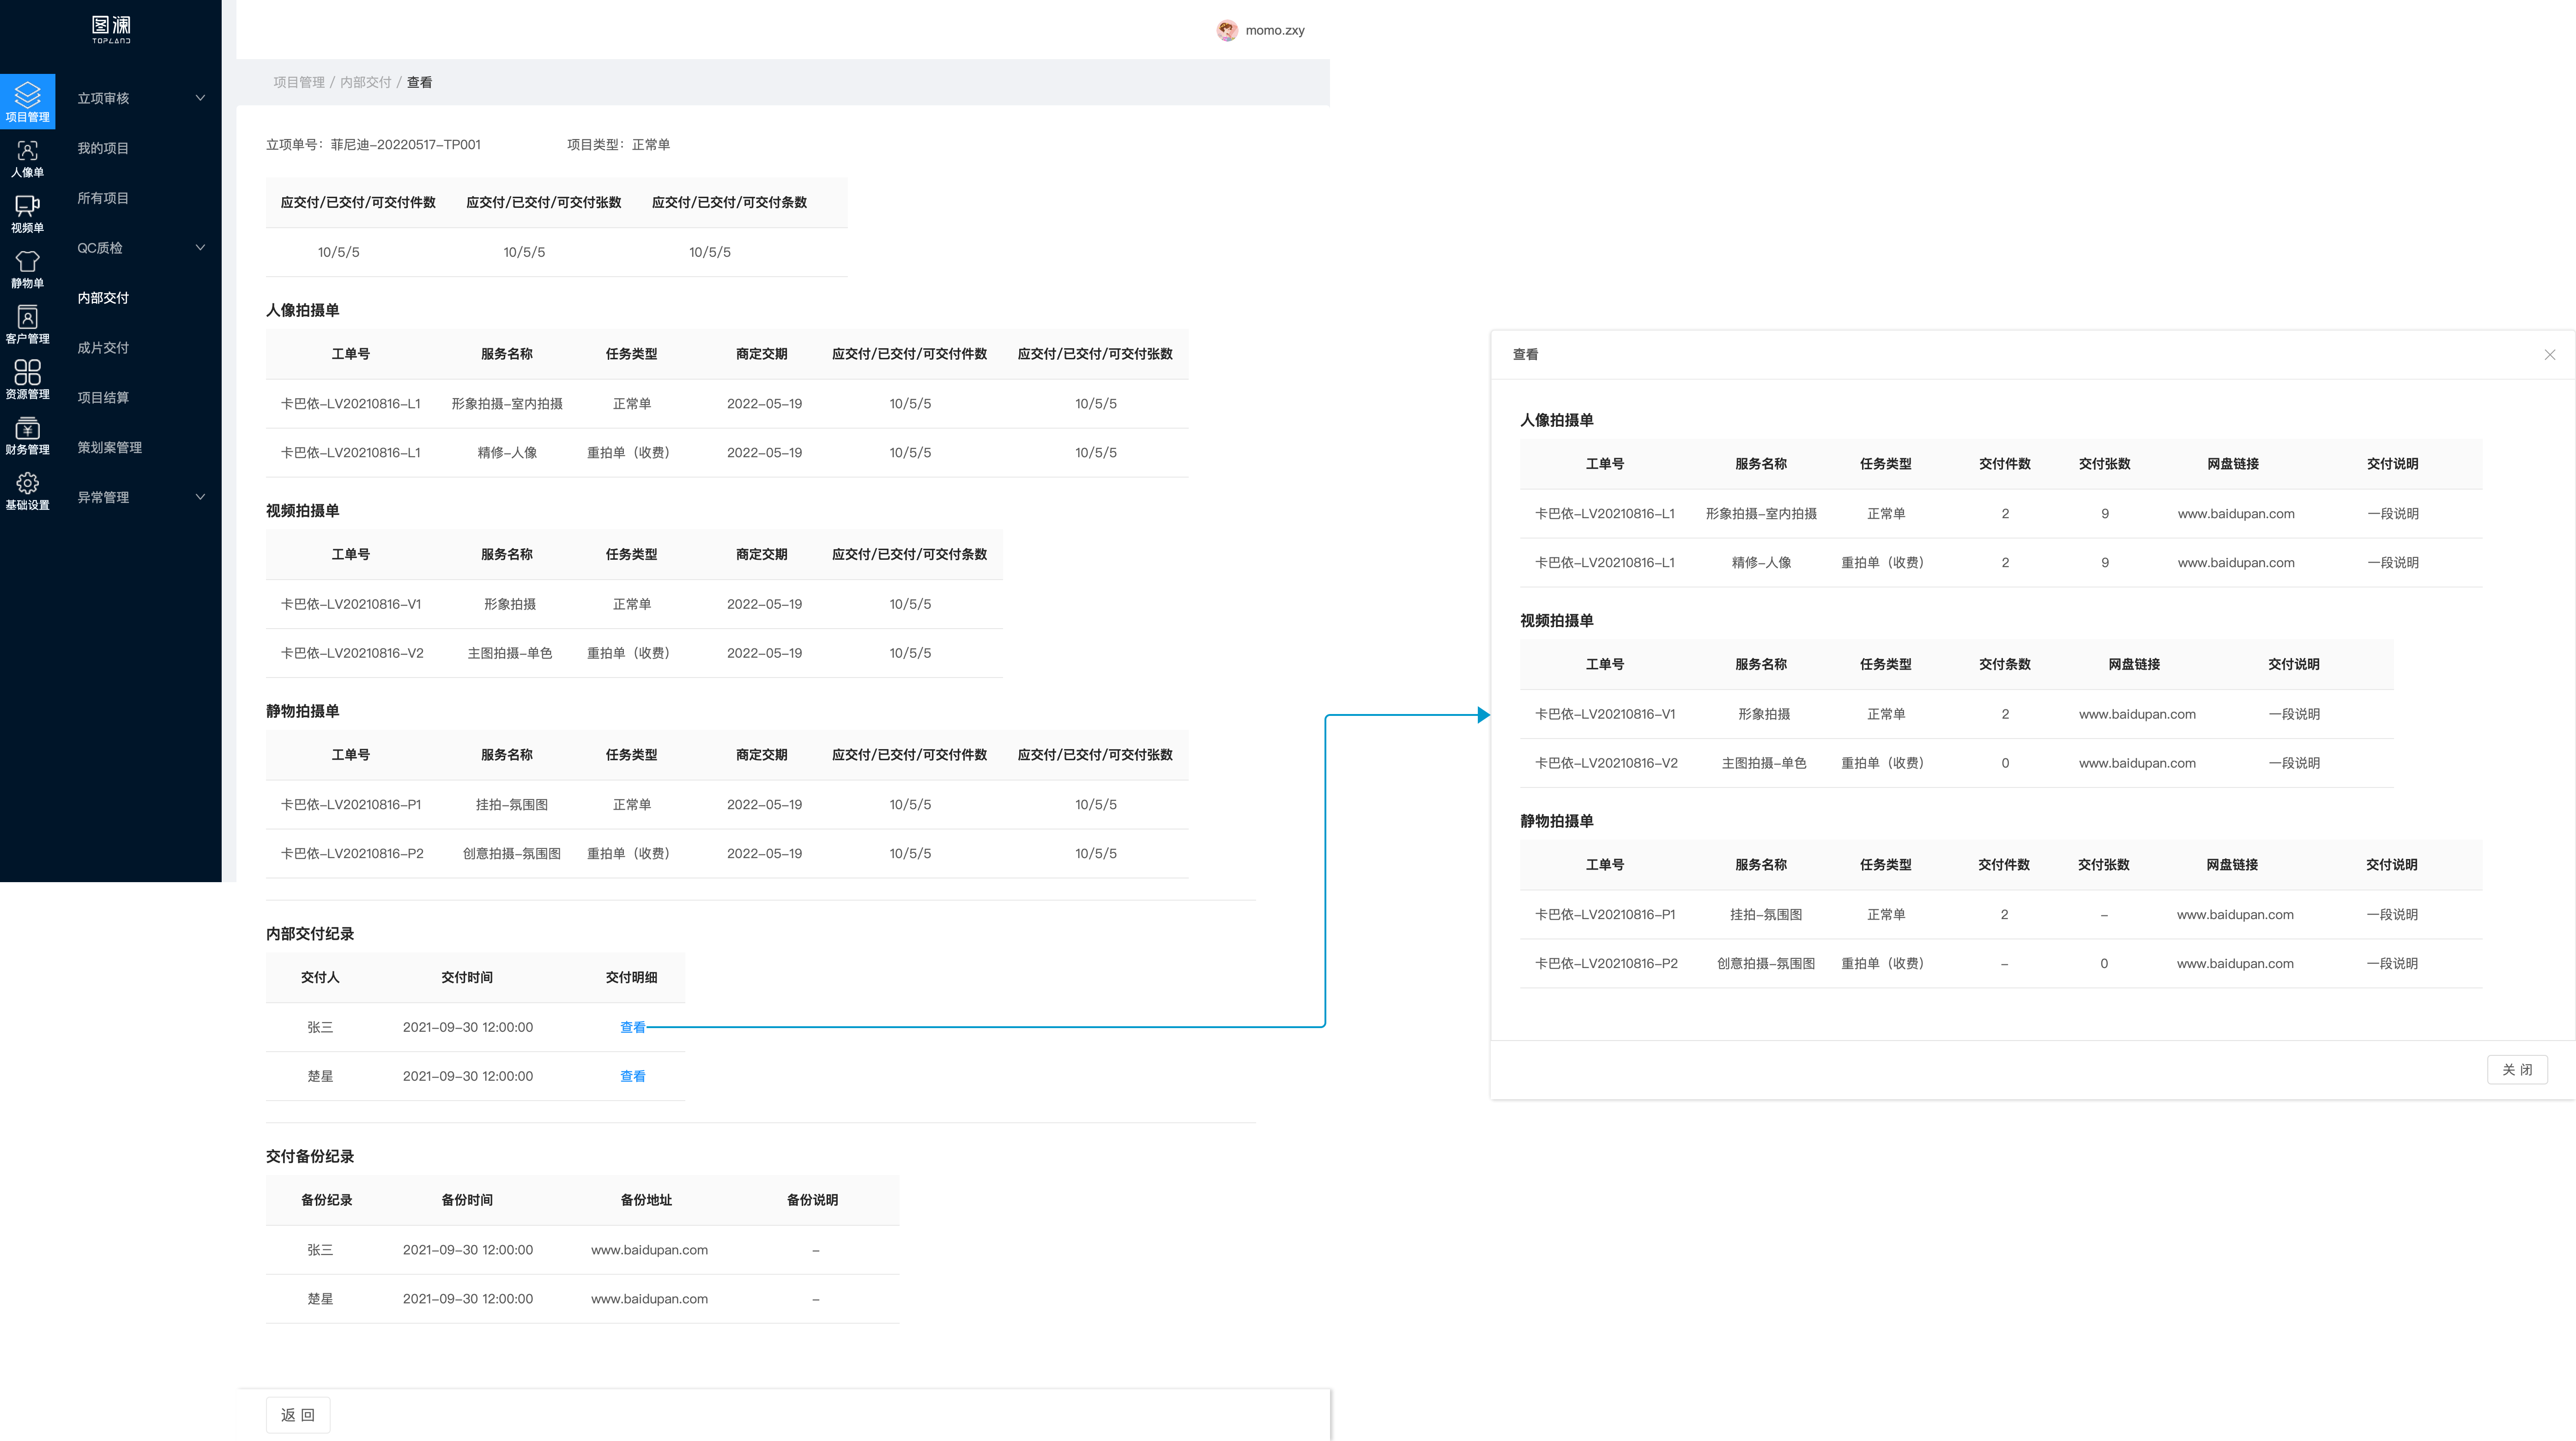 图澜
TOPLAND
momo.zxy
项目管理
人像单
视频单
静物单
客户管理
资源管理
财务管理
基础设置
立项审核
我的项目
所有项目
QC质检
内部交付
成片交付
项目结算
策划案管理
异常管理
项目管理 / 内部交付 / 查看
立项单号：菲尼迪-20220517-TP001 项目类型：正常单
应交付/已交付/可交付件数 应交付/已交付/可交付张数 应交付/已交付/可交付条数
10/5/5 10/5/5 10/5/5
人像拍摄单
工单号 服务名称 任务类型 商定交期 应交付/已交付/可交付件数 应交付/已交付/可交付张数
卡巴依-LV20210816-L1 形象拍摄-室内拍摄 正常单 2022-05-19 10/5/5 10/5/5
卡巴依-LV20210816-L1 精修-人像 重拍单（收费） 2022-05-19 10/5/5 10/5/5
视频拍摄单
工单号 服务名称 任务类型 商定交期 应交付/已交付/可交付条数
卡巴依-LV20210816-V1 形象拍摄 正常单 2022-05-19 10/5/5
卡巴依-LV20210816-V2 主图拍摄-单色 重拍单（收费） 2022-05-19 10/5/5
静物拍摄单
工单号 服务名称 任务类型 商定交期 应交付/已交付/可交付件数 应交付/已交付/可交付张数
卡巴依-LV20210816-P1 挂拍-氛围图 正常单 2022-05-19 10/5/5 10/5/5
卡巴依-LV20210816-P2 创意拍摄-氛围图 重拍单（收费） 2022-05-19 10/5/5 10/5/5
内部交付纪录
交付人 交付时间 交付明细
张三 2021-09-30 12:00:00 查看
楚星 2021-09-30 12:00:00 查看
交付备份纪录
备份纪录 备份时间 备份地址 备份说明
张三 2021-09-30 12:00:00 www.baidupan.com -
楚星 2021-09-30 12:00:00 www.baidupan.com -
返 回
查看
人像拍摄单
工单号 服务名称 任务类型 交付件数 交付张数 网盘链接 交付说明
卡巴依-LV20210816-L1 形象拍摄-室内拍摄 正常单 2 9 www.baidupan.com 一段说明
卡巴依-LV20210816-L1 精修-人像 重拍单（收费） 2 9 www.baidupan.com 一段说明
视频拍摄单
工单号 服务名称 任务类型 交付条数 网盘链接 交付说明
卡巴依-LV20210816-V1 形象拍摄 正常单 2 www.baidupan.com 一段说明
卡巴依-LV20210816-V2 主图拍摄-单色 重拍单（收费） 0 www.baidupan.com 一段说明
静物拍摄单
工单号 服务名称 任务类型 交付件数 交付张数 网盘链接 交付说明
卡巴依-LV20210816-P1 挂拍-氛围图 正常单 2 - www.baidupan.com 一段说明
卡巴依-LV20210816-P2 创意拍摄-氛围图 重拍单（收费） - 0 www.baidupan.com 一段说明
关 闭